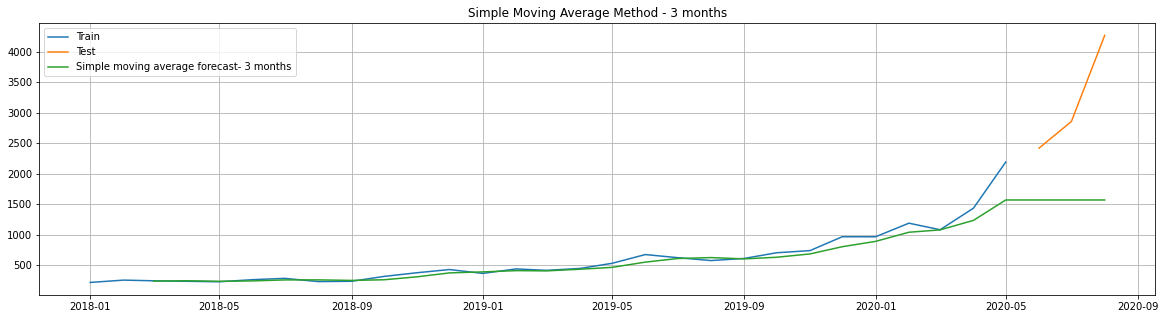 Simple Moving Average Method - 3 months
Train
Test
Simple moving average forecast- 3 months
4000
3500
3000
2500
2000
1500
1000
500
2018-01 2018-05 2018-09 2019-01 2019-05 2019-09 2020-01 2020-05 2020-09